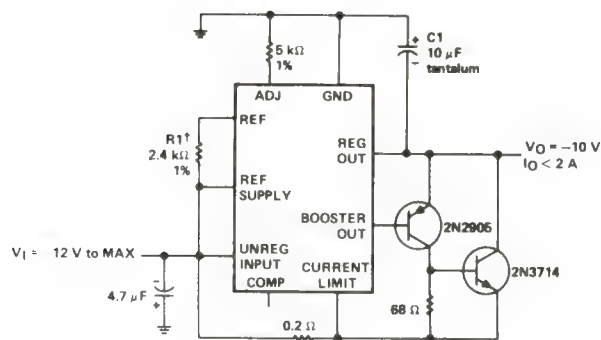 5 kΩ
1%
+ C1
10 μF
– tantalum
ADJ GND
REF
R1†
2.4 kΩ
1%
REF
SUPPLY
REG
OUT
VO = –10 V
IO < 2 A
BOOSTER
OUT
2N2905
VI = 12 V to MAX
UNREG
INPUT
CURRENT
LIMIT
COMP
2N3714
4.7 μF
–
+
68 Ω
0.2 Ω